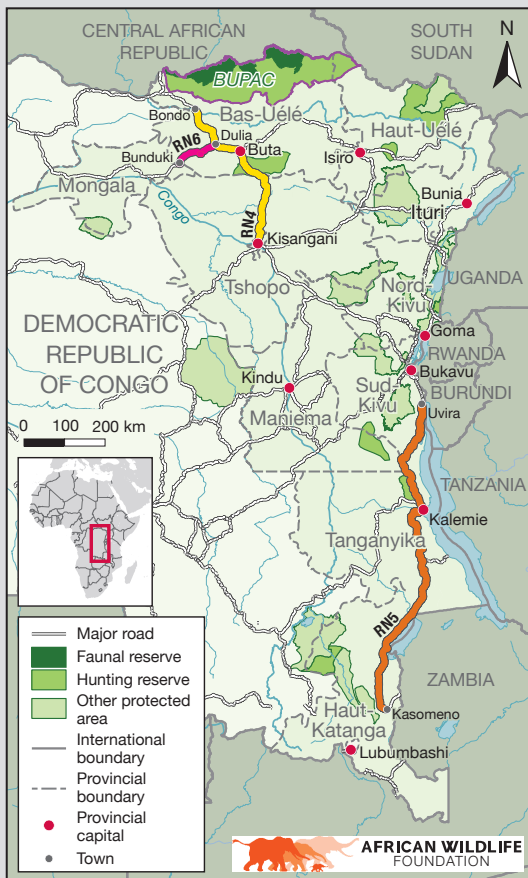 CENTRAL AFRICAN
REPUBLIC
SOUTH
SUDAN
N
BUPAC
Bondo
Bas-Uélé
Haut-Uélé
RN6
Dulia
Bunduki
Buta
Isiro
Mongala
Bunia
Ituri
Congo
RN4
Kisangani
UGANDA
Tshopo
Nord-
Kivu
DEMOCRATIC
REPUBLIC
OF CONGO
Goma
RWANDA
Bukavu
Kindu
Sud-
Kivu
BURUNDI
Maniema
Uvira
0 100 200 km
TANZANIA
Kalemie
Tanganyika
RN5
ZAMBIA
Kasomeno
Haut-
Katanga
Lubumbashi
Major road
Faunal reserve
Hunting reserve
Other protected
area
International
boundary
Provincial
boundary
Provincial
capital
Town
AFRICAN WILDLIFE
FOUNDATION